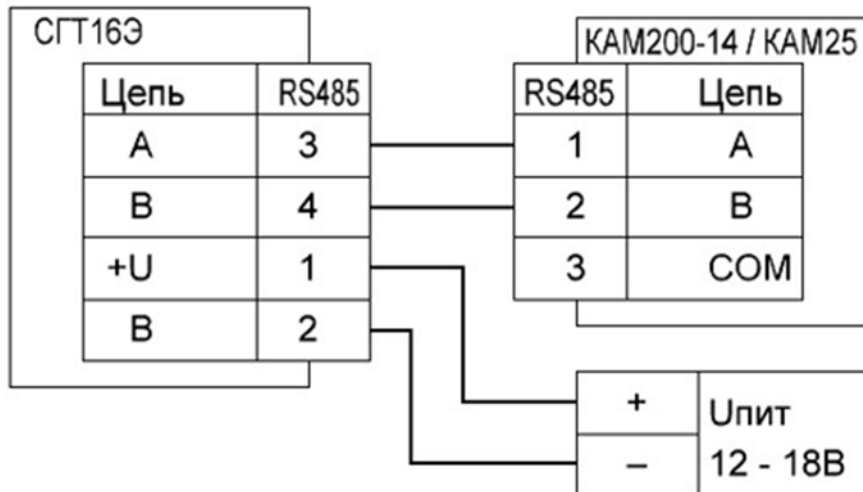 СГТ16Э
Цепь RS485
A 3
B 4
+U 1
B 2
КАМ200-14 / КАМ25
RS485 Цепь
1 A
2 B
3 COM
+ Uпит
– 12 - 18В